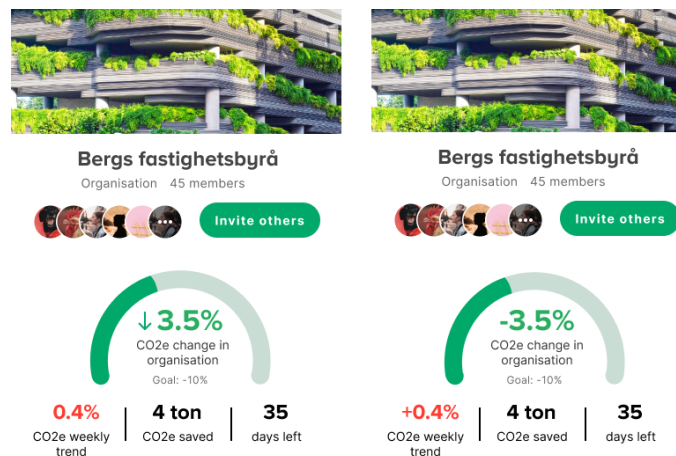 Bergs fastighetsbyrå
Organisation 45 members
Invite others
↓3.5%
CO2e change in
organisation
Goal: -10%
0.4%
CO2e weekly
trend
4 ton
CO2e saved
35
days left
Bergs fastighetsbyrå
Organisation 45 members
Invite others
-3.5%
CO2e change in
organisation
Goal: -10%
+0.4%
CO2e weekly
trend
4 ton
CO2e saved
35
days left